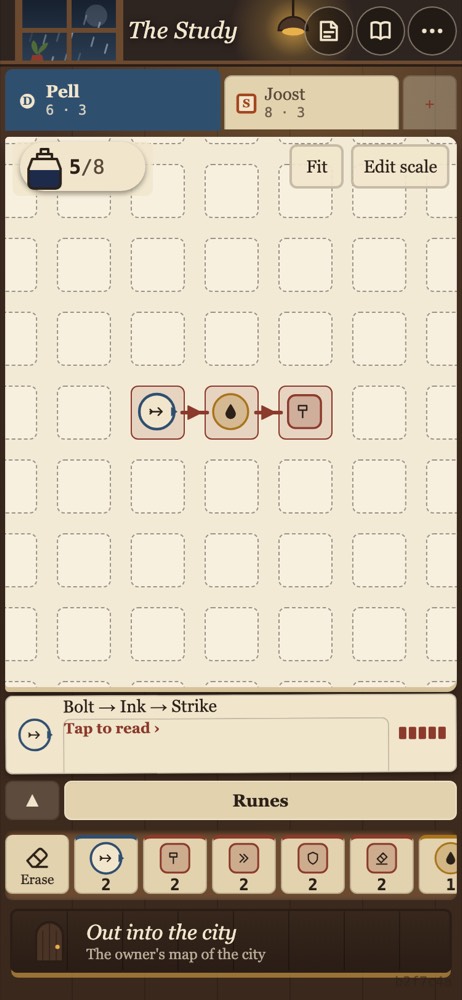 The Study
D
Pell
6 · 3
S
Joost
8 · 3
+
5/8
Fit
Edit scale
Bolt → Ink → Strike
Tap to read ›
▲
Runes
Erase
2
2
2
2
2
1
Out into the city
The owner's map of the city